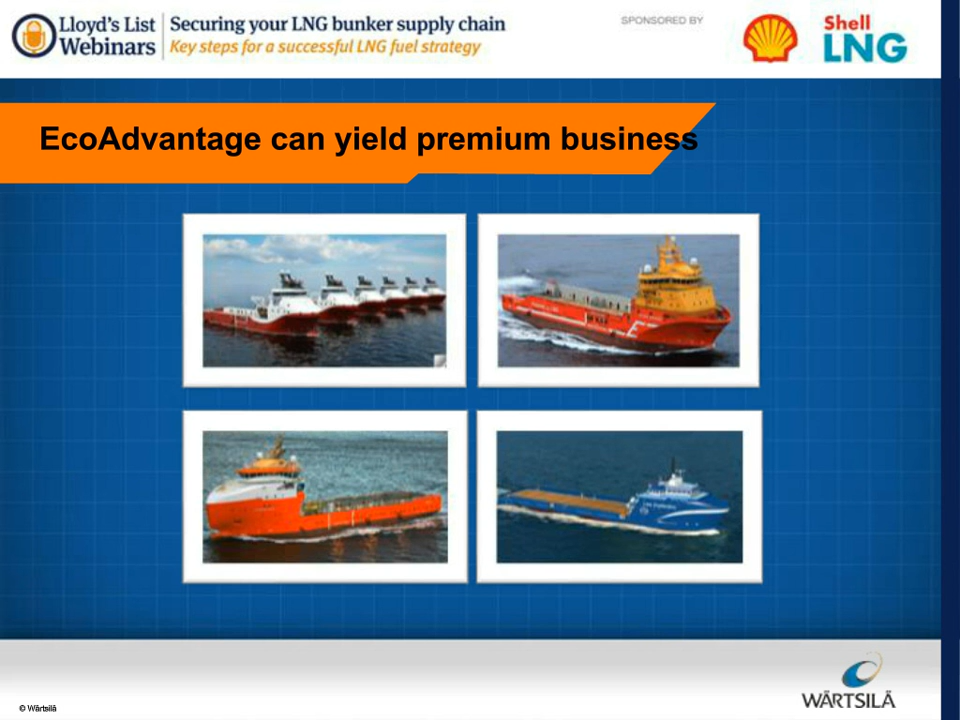 Lloyd's List
Webinars
Securing your LNG bunker supply chain
Key steps for a successful LNG fuel strategy
SPONSORED BY
Shell
LNG
EcoAdvantage can yield premium business
© Wärtsilä
WÄRTSILÄ